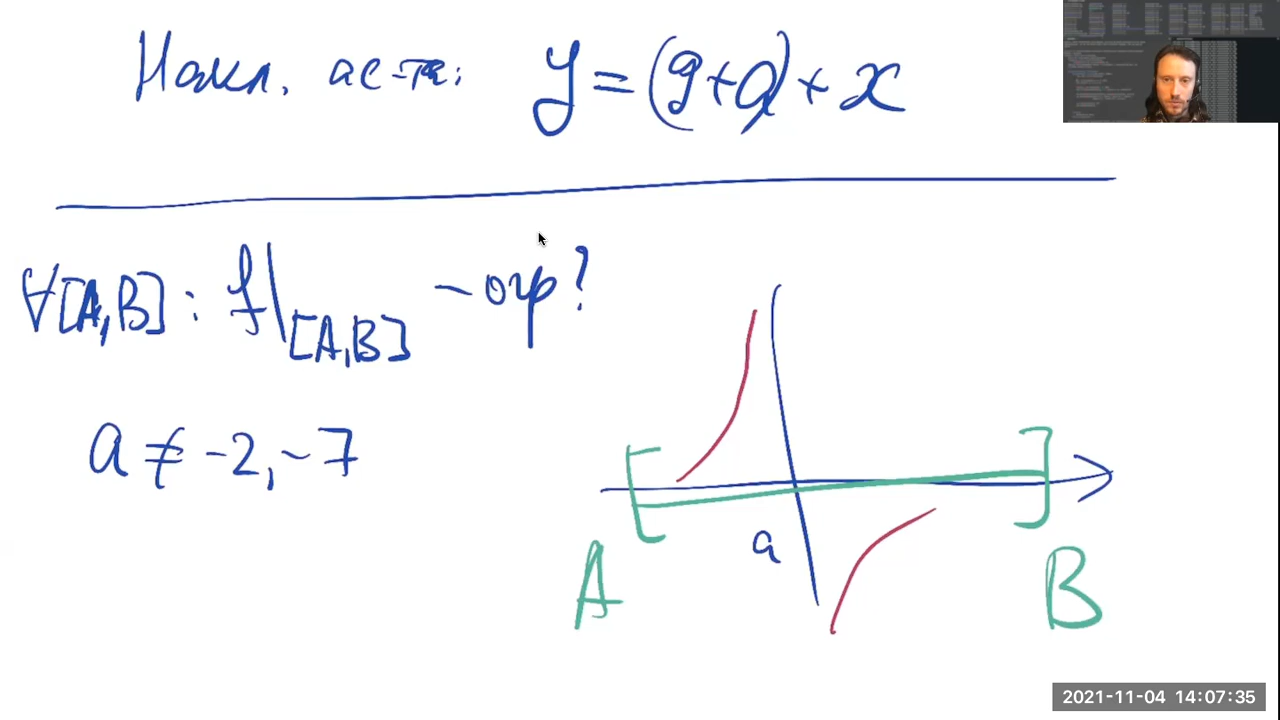 Накл. ас-та: y = (9+a) + x
∀[A,B] : f|[A,B] – огр?
a ≠ -2, -7
a
A
B
2021-11-04 14:07:35